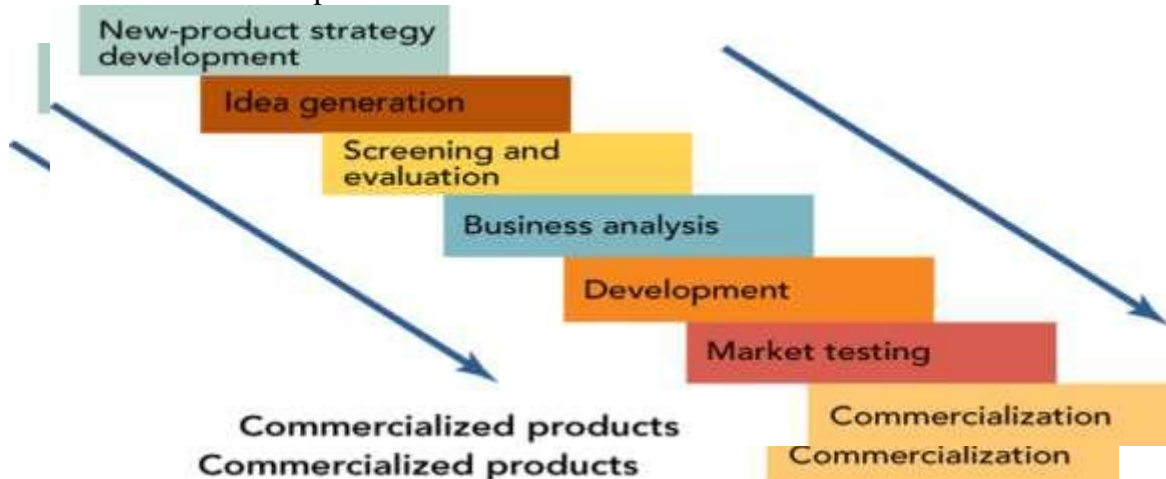 New-product strategy
development
Idea generation
Screening and
evaluation
Business analysis
Development
Market testing
Commercialization
Commercialized products
Commercialization
Commercialized products